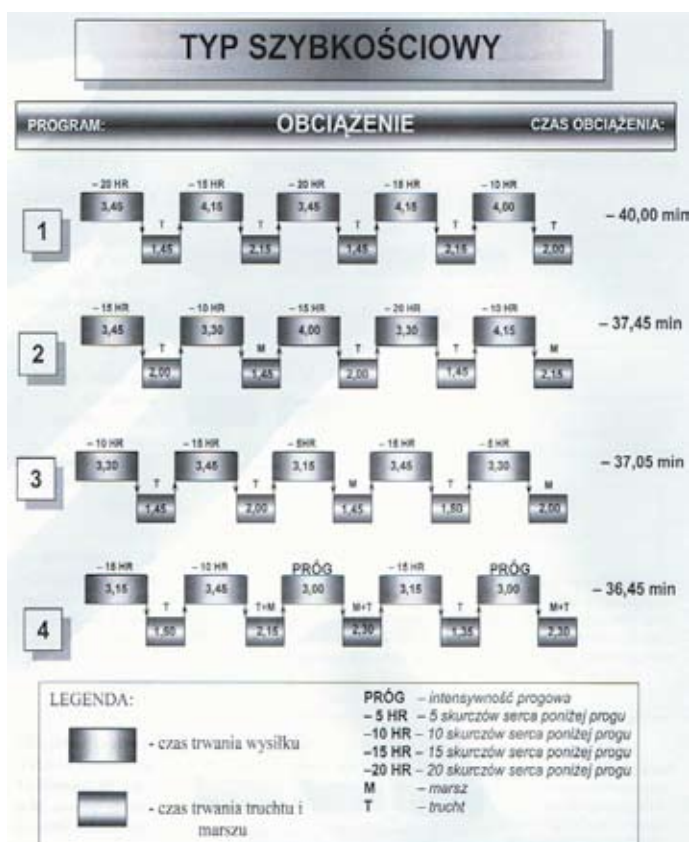 TYP SZYBKOŚCIOWY
PROGRAM: OBCIĄŻENIE CZAS OBCIĄŻENIA:
– 20 HR – 15 HR – 20 HR – 15 HR – 10 HR
3,45 4,15 3,45 4,15 4,00 – 40,00 min
1 T T T T T
1,45 2,15 1,45 2,15 2,00
– 15 HR – 10 HR – 15 HR – 20 HR – 10 HR
3,45 3,30 4,00 3,30 4,15 – 37,45 min
2 T M T T M
2,00 1,45 2,00 1,45 2,15
– 10 HR – 15 HR – 5HR – 15 HR – 5 HR
3,30 3,45 3,15 3,45 3,30 – 37,05 min
3 T T M T M
1,45 2,00 1,45 1,50 2,00
– 15 HR – 10 HR PRÓG – 15 HR PRÓG
3,15 3,45 3,00 3,15 3,00 – 36,45 min
4 T T+M M+T T M+T
1,50 2,15 2,30 1,35 2,30
LEGENDA:
- czas trwania wysiłku
- czas trwania truchtu i
marszu
PRÓG – intensywność progowa
– 5 HR – 5 skurczów serca poniżej progu
–10 HR – 10 skurczów serca poniżej progu
–15 HR – 15 skurczów serca poniżej progu
–20 HR – 20 skurczów serca poniżej progu
M – marsz
T – trucht